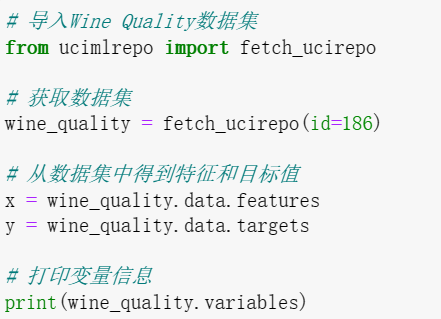 # 导入Wine Quality数据集
from ucimlrepo import fetch_ucirepo
# 获取数据集
wine_quality = fetch_ucirepo(id=186)
# 从数据集中得到特征和目标值
x = wine_quality.data.features
y = wine_quality.data.targets
# 打印变量信息
print(wine_quality.variables)